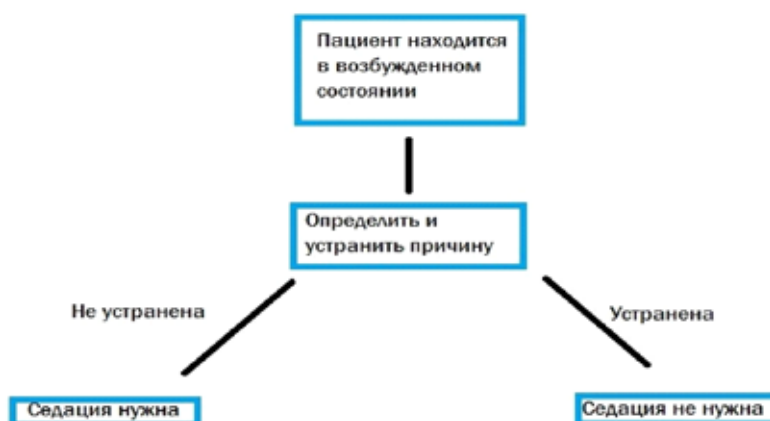 Пациент находится
в возбужденном
состоянии
Определить и
устранить причину
Не устранена
Устранена
Седация нужна
Седация не нужна